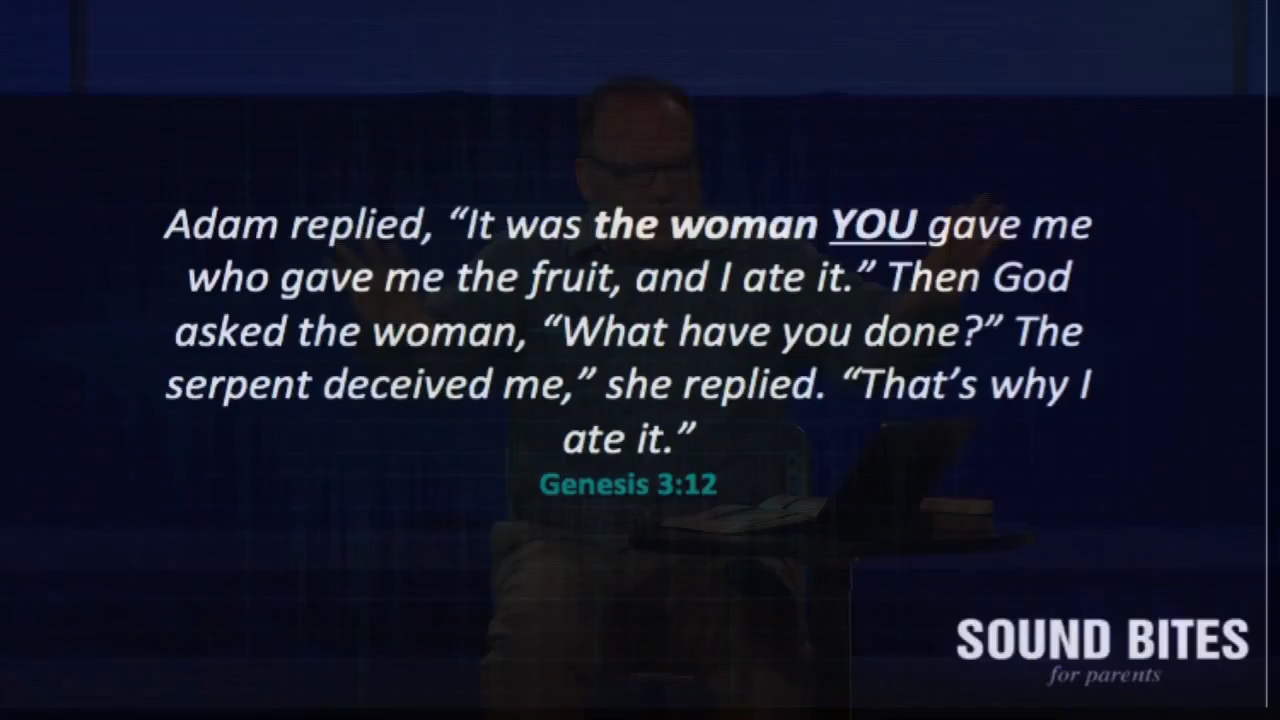 Adam replied, “It was the woman YOU gave me
who gave me the fruit, and I ate it.” Then God
asked the woman, “What have you done?” The
serpent deceived me,” she replied. “That’s why I
ate it.”
Genesis 3:12
SOUND BITES
for parents